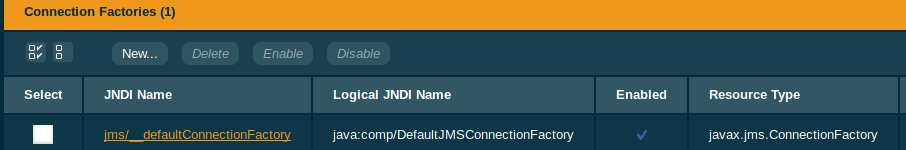 Connection Factories (1)
New... Delete Enable Disable
Select JNDI Name Logical JNDI Name Enabled Resource Type
jms/__defaultConnectionFactory java:comp/DefaultJMSConnectionFactory javax.jms.ConnectionFactory